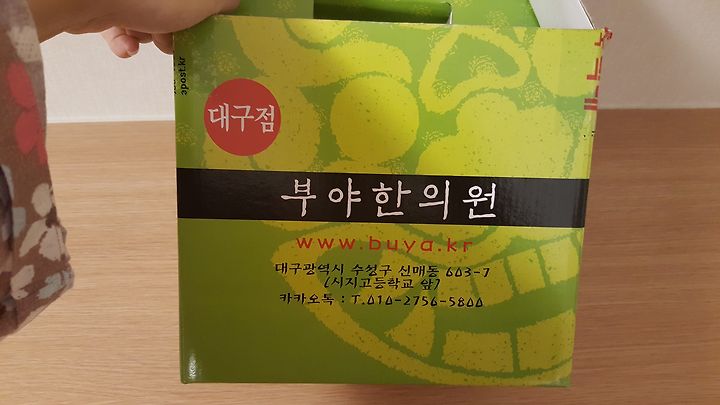 대구점
부야한의원
www.buya.kr
대구광역시 수성구 신매동 603-7
(시지고등학교 앞)
카카오톡 : T.010-2756-5800
epost.kr